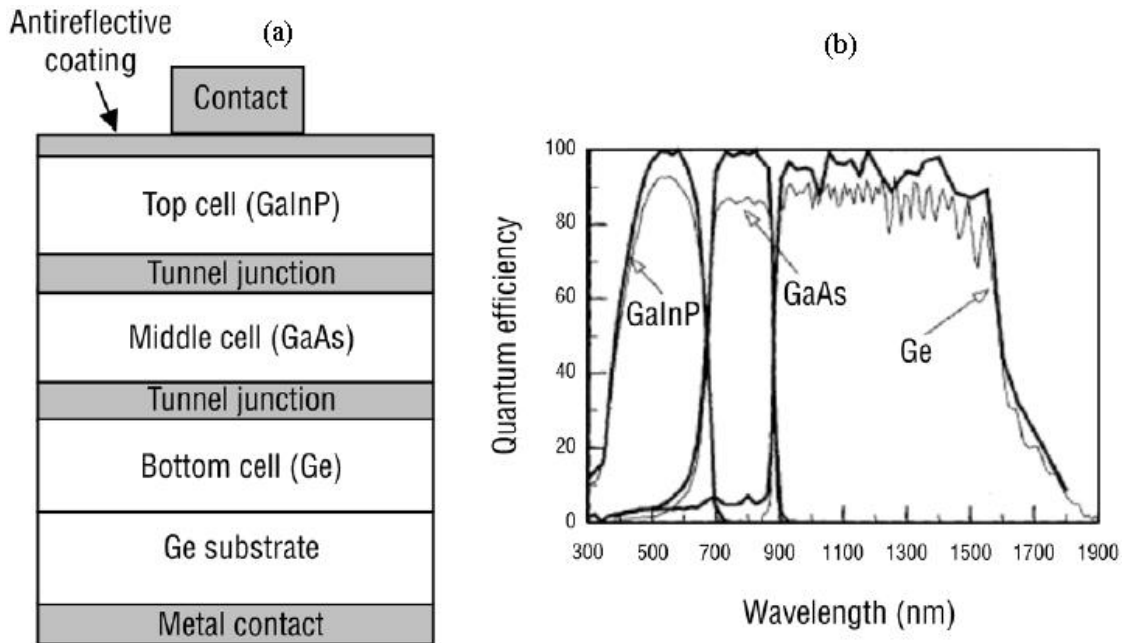 (a)
Antireflective
coating
Contact
Top cell (GaInP)
Tunnel junction
Middle cell (GaAs)
Tunnel junction
Bottom cell (Ge)
Ge substrate
Metal contact
(b)
Quantum efficiency
100
80
60
40
20
0
GaInP
GaAs
Ge
300 500 700 900 1100 1300 1500 1700 1900
Wavelength (nm)